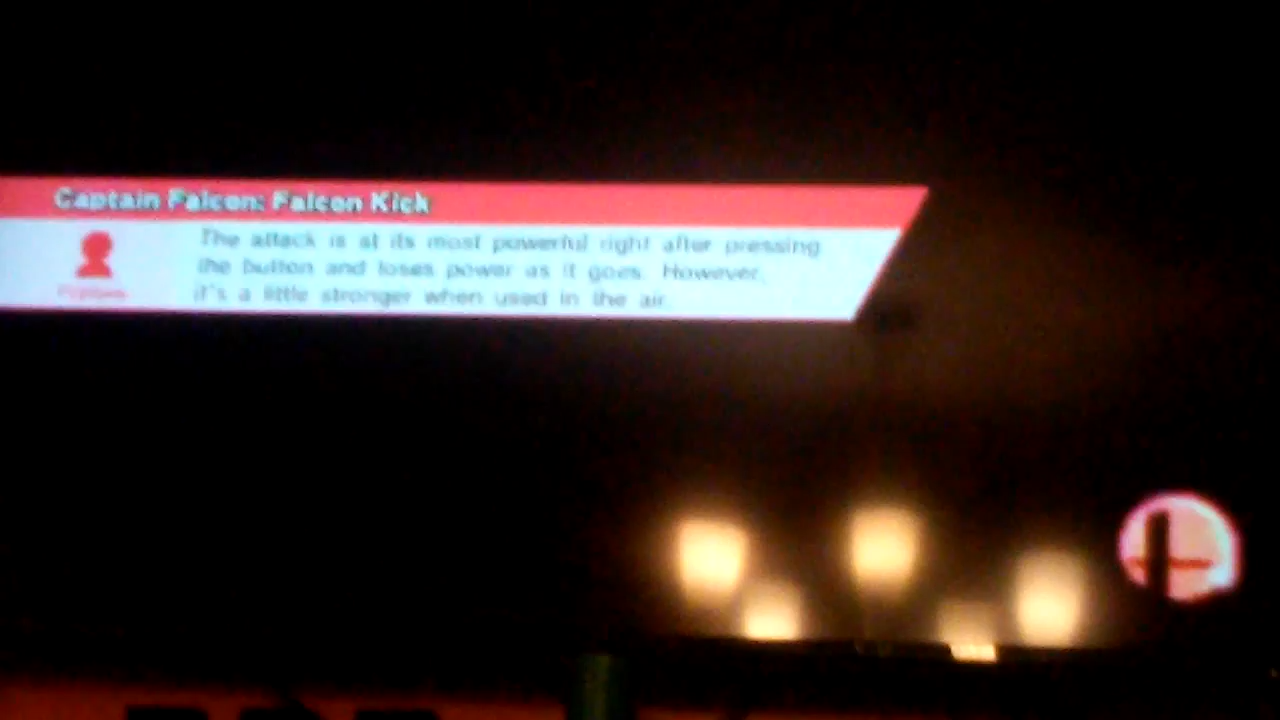 Captain Falcon: Falcon Kick
The attack is at its most powerful right after pressing
the button and loses power as it goes. However,
it's a little stronger when used in the air.